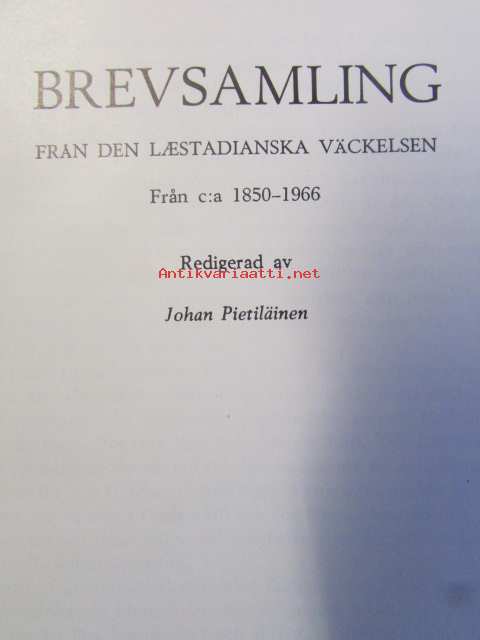 BREVSAMLING
FRÅN DEN LÆSTADIANSKA VÄCKELSEN
Från c:a 1850–1966
Redigerad av
Antikvariaatti.net
Johan Pietiläinen